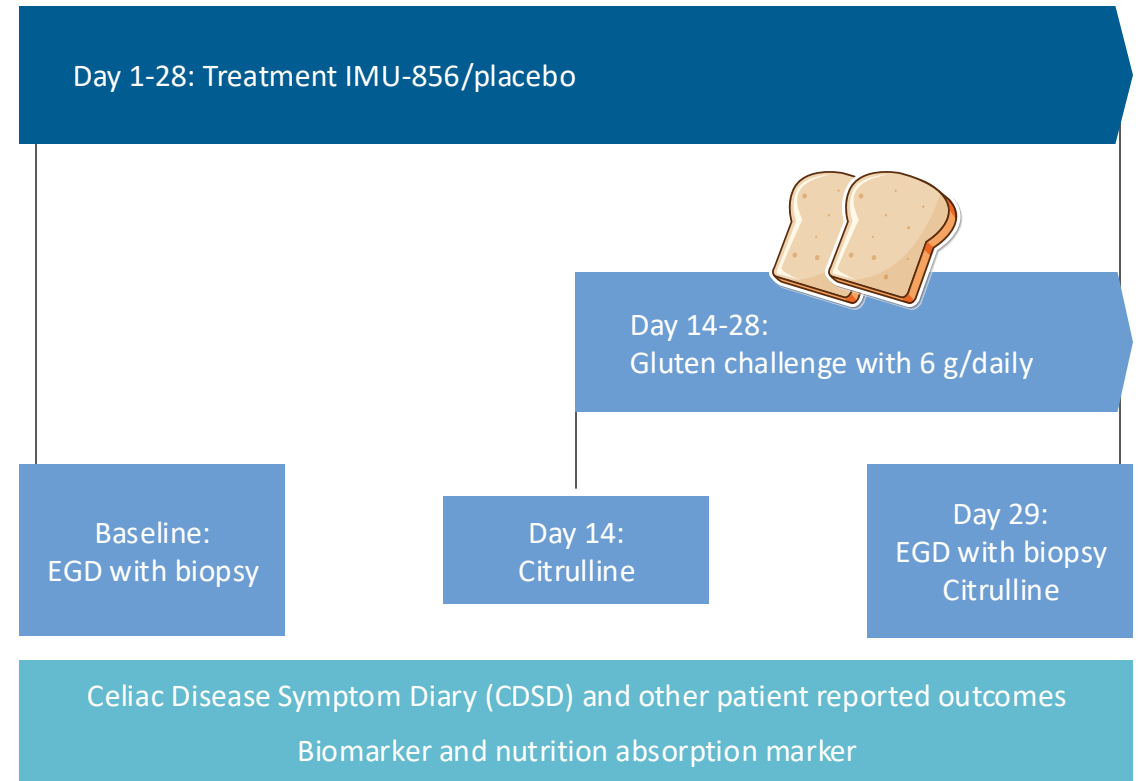 Day 1-28: Treatment IMU-856/placebo
Day 14-28:
Gluten challenge with 6 g/daily
Baseline:
EGD with biopsy
Day 14:
Citrulline
Day 29:
EGD with biopsy
Citrulline
Celiac Disease Symptom Diary (CDSD) and other patient reported outcomes
Biomarker and nutrition absorption marker